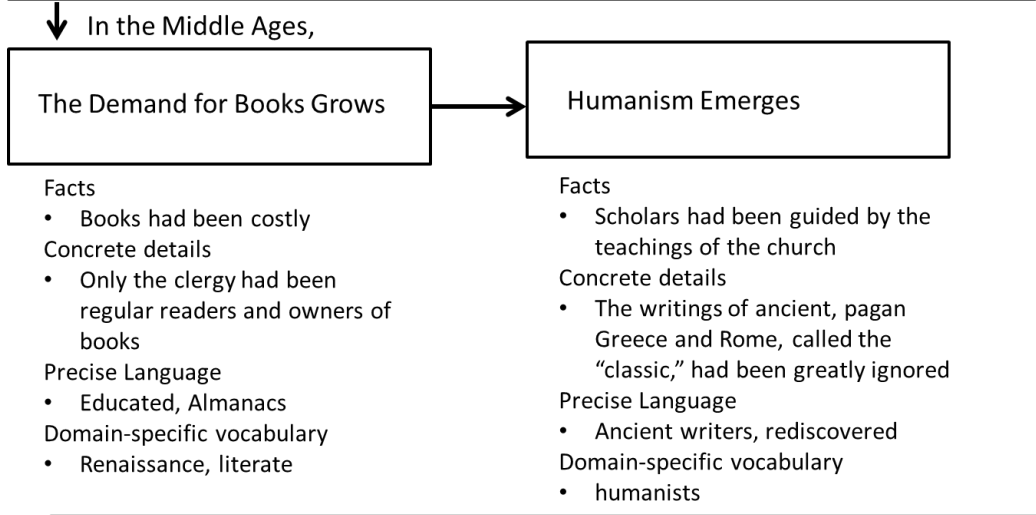 In the Middle Ages,
The Demand for Books Grows
Facts
• Books had been costly
Concrete details
• Only the clergy had been
regular readers and owners of
books
Precise Language
• Educated, Almanacs
Domain-specific vocabulary
• Renaissance, literate
Humanism Emerges
Facts
• Scholars had been guided by the
teachings of the church
Concrete details
• The writings of ancient, pagan
Greece and Rome, called the
“classic,” had been greatly ignored
Precise Language
• Ancient writers, rediscovered
Domain-specific vocabulary
• humanists